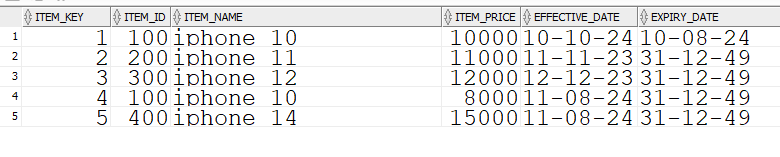 ITEM_KEY ITEM_ID ITEM_NAME ITEM_PRICE EFFECTIVE_DATE EXPIRY_DATE
1 1 100 iphone 10 10000 10-10-24 10-08-24
2 2 200 iphone 11 11000 11-11-23 31-12-49
3 3 300 iphone 12 12000 12-12-23 31-12-49
4 4 100 iphone 10 8000 11-08-24 31-12-49
5 5 400 iphone 14 15000 11-08-24 31-12-49